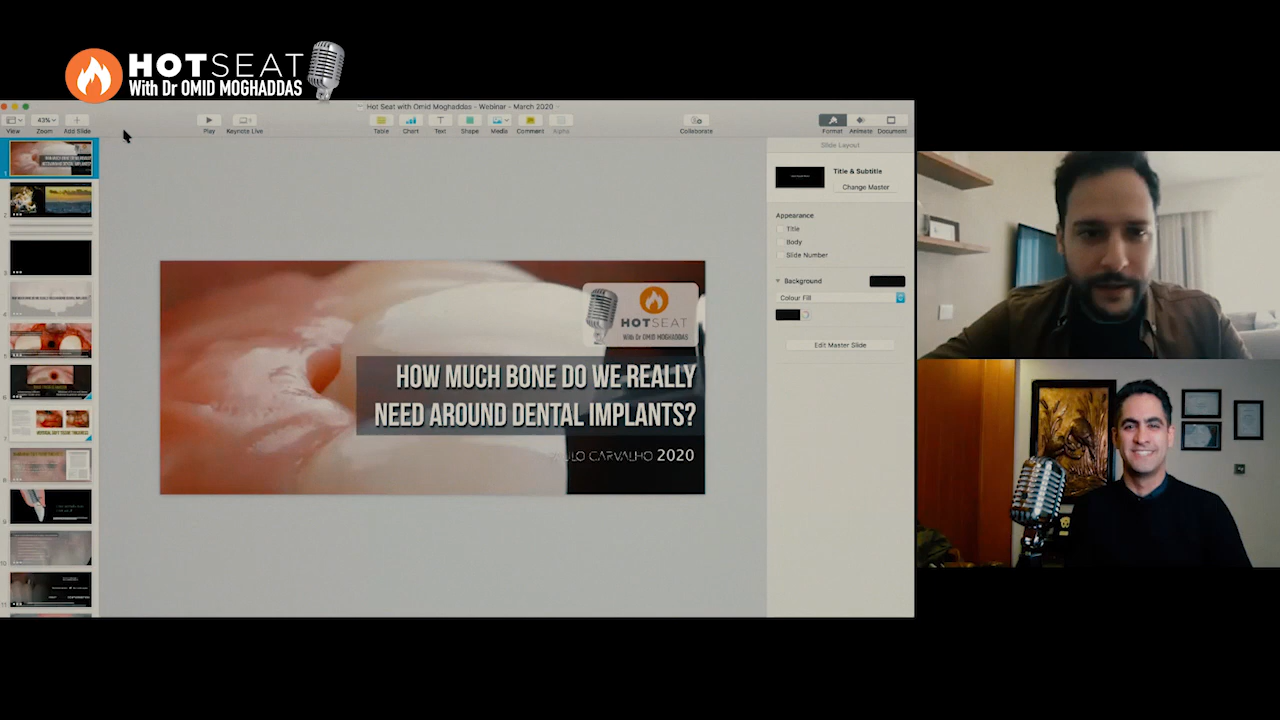 HOTSEAT
With Dr OMID MOGHADDAS
Hot Seat with Omid Moghaddas - Webinar - March 2020
43%
View
Zoom
Add Slide
Play
Keynote Live
Table
Chart
Text
Shape
Media
Comment
Collaborate
Format
Animate
Document
Slide Layout
Title & Subtitle
Change Master
Appearance
Title
Body
Slide Number
Background
Colour Fill
Edit Master Slide
HOTSEAT
With Dr OMID MOGHADDAS
HOW MUCH BONE DO WE REALLY
NEED AROUND DENTAL IMPLANTS?
CARVALHO 2020